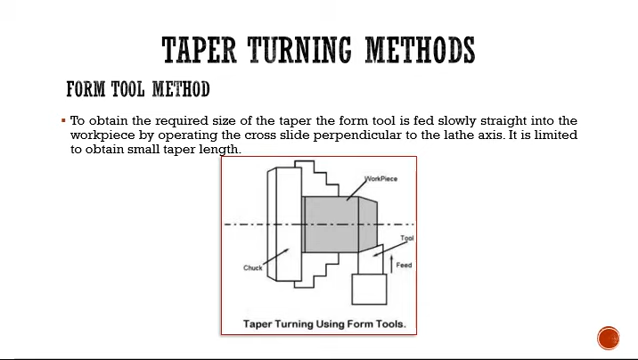 TAPER TURNING METHODS
FORM TOOL METHOD
▪ To obtain the required size of the taper the form tool is fed slowly straight into the
workpiece by operating the cross slide perpendicular to the lathe axis. It is limited
to obtain small taper length.
WorkPiece
Tool
Chuck
Feed
Taper Turning Using Form Tools.